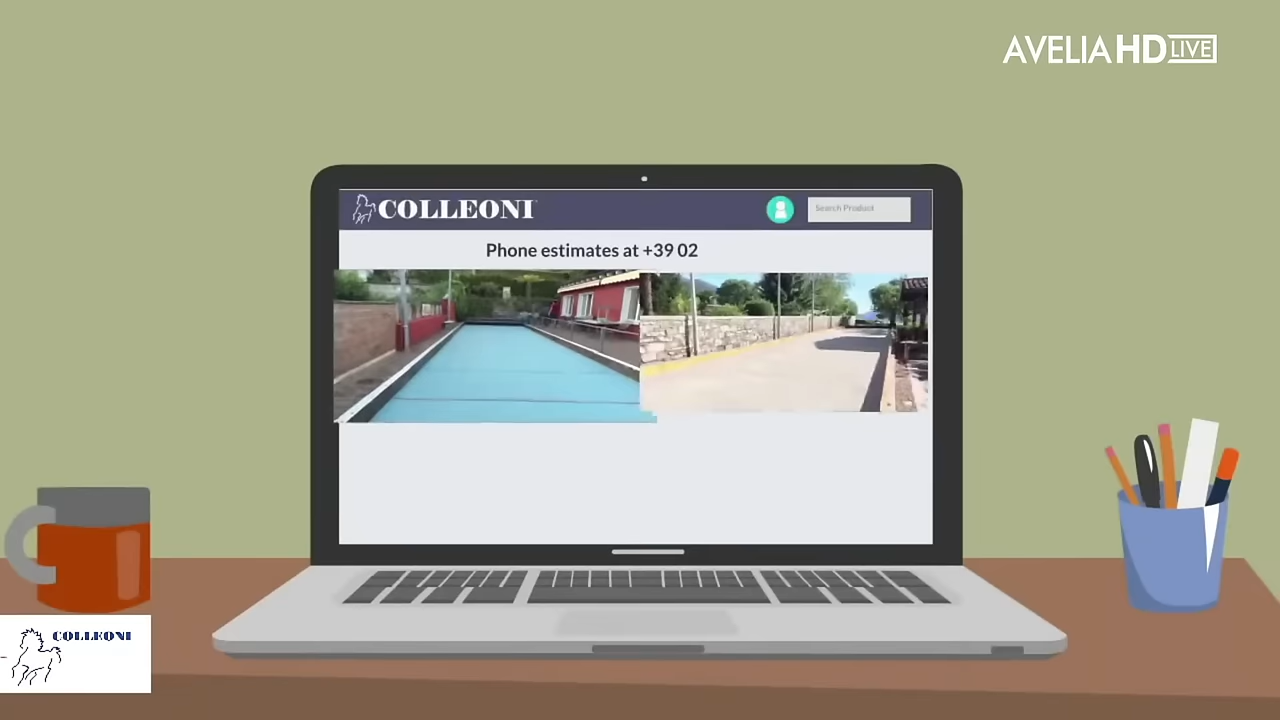 AVELIA HD LIVE
COLLEONI
Search Product
Phone estimates at +39 02
COLLEONI